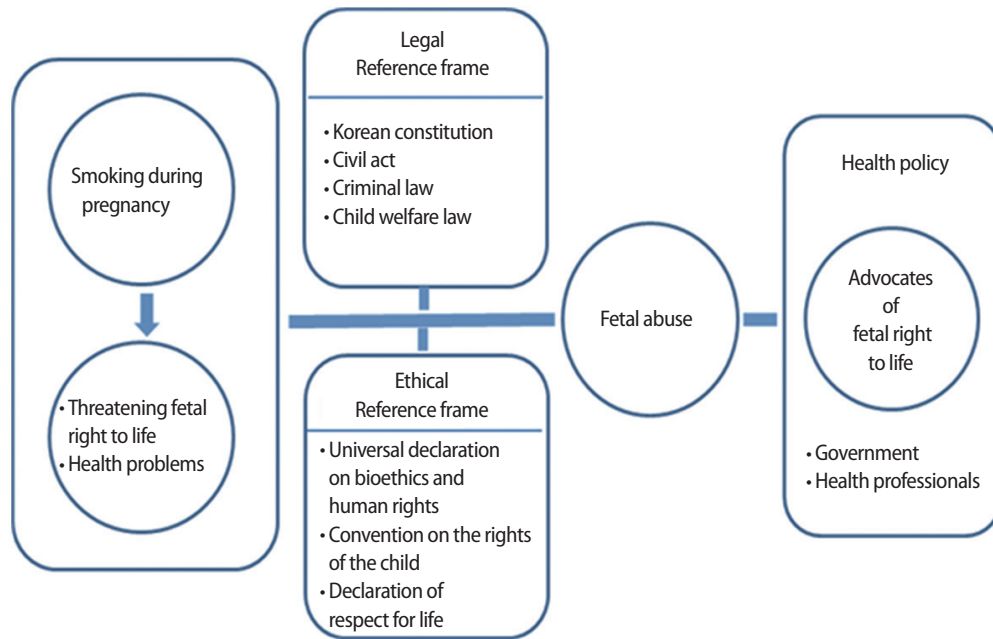 Smoking during
pregnancy
• Threatening fetal
right to life
• Health problems
Legal
Reference frame
• Korean constitution
• Civil act
• Criminal law
• Child welfare law
Ethical
Reference frame
• Universal declaration
on bioethics and
human rights
• Convention on the rights
of the child
• Declaration of
respect for life
Fetal abuse
Health policy
Advocates
of
fetal right
to life
• Government
• Health professionals